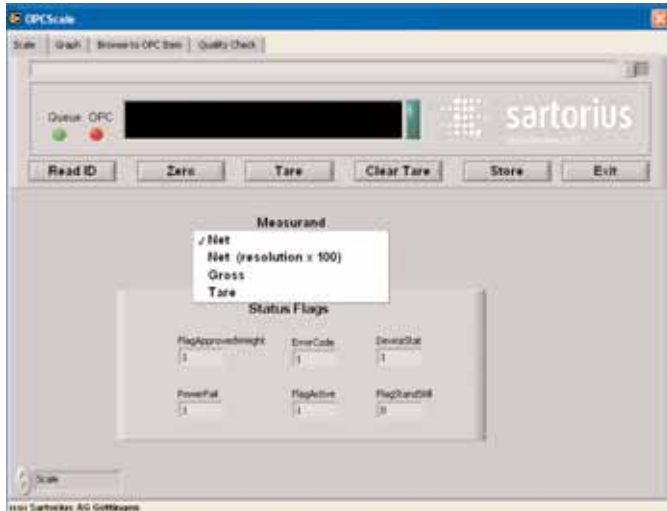 OPCScale
Scale Graph Browse to OPC Item Quality Check
Queue OPC
sartorius
Read ID Zero Tare Clear Tare Store Exit
Measurand
✓ Net
Net (resolution x 100)
Gross
Tare
Status Flags
FlagApprovedWeight ErrorCode DeviceStat
1 1 1
PowerFail FlagActive FlagStandStill
1 1 0
Scale
Sartorius AG Göttingen